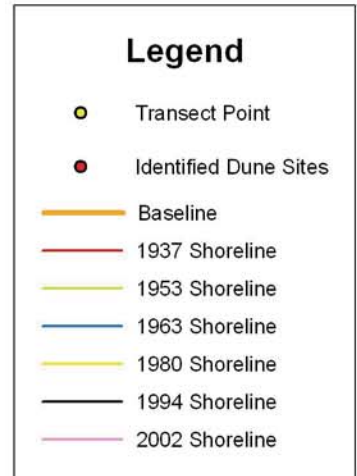 Legend
Transect Point
Identified Dune Sites
Baseline
1937 Shoreline
1953 Shoreline
1963 Shoreline
1980 Shoreline
1994 Shoreline
2002 Shoreline